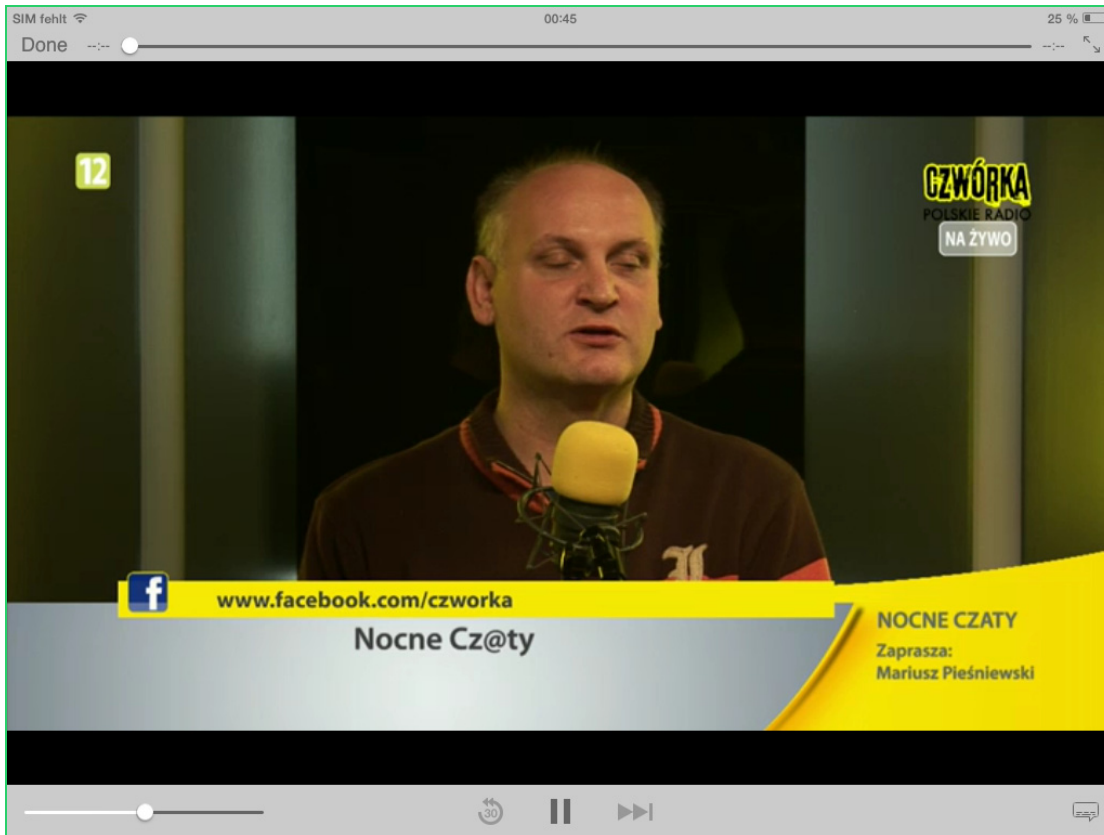 SIM fehlt
00:45
25 %
Done
--:--
--:--
12
CZWÓRKA
POLSKIE RADIO
NA ŻYWO
www.facebook.com/czworka
Nocne Cz@ty
NOCNE CZATY
Zaprasza:
Mariusz Pieśniewski
30